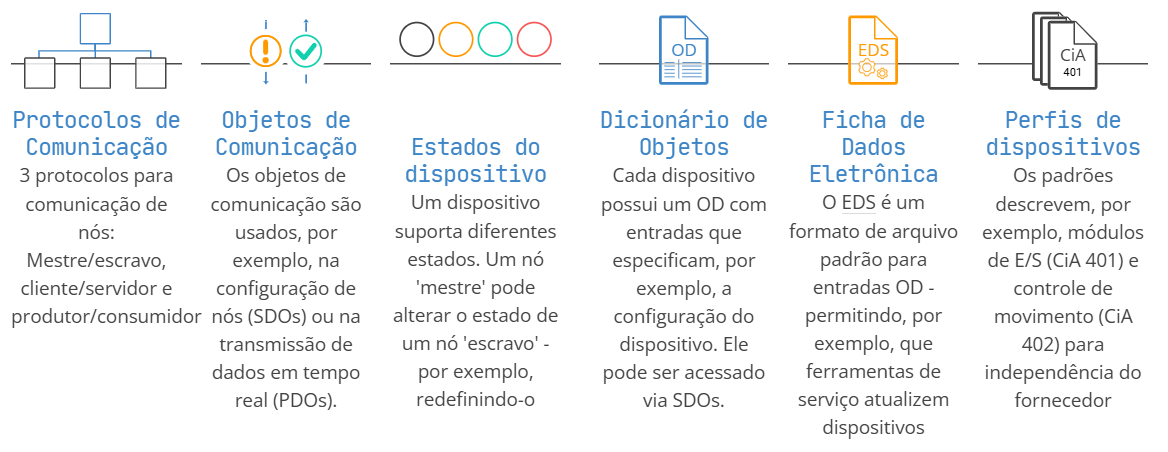 Protocolos de
Comunicação
3 protocolos para
comunicação de
nós:
Mestre/escravo,
cliente/servidor e
produtor/consumidor
Objetos de
Comunicação
Os objetos de
comunicação são
usados, por
exemplo, na
configuração de
nós (SDOs) ou na
transmissão de
dados em tempo
real (PDOs).
Estados do
dispositivo
Um dispositivo
suporta diferentes
estados. Um nó
'mestre' pode
alterar o estado de
um nó 'escravo' -
por exemplo,
redefinindo-o
OD
Dicionário de
Objetos
Cada dispositivo
possui um OD com
entradas que
especificam, por
exemplo, a
configuração do
dispositivo. Ele
pode ser acessado
via SDOs.
EDS
Ficha de
Dados
Eletrônica
O EDS é um
formato de arquivo
padrão para
entradas OD -
permitindo, por
exemplo, que
ferramentas de
serviço atualizem
dispositivos
CiA
401
Perfis de
dispositivos
Os padrões
descrevem, por
exemplo, módulos
de E/S (CiA 401) e
controle de
movimento (CiA
402) para
independência do
fornecedor